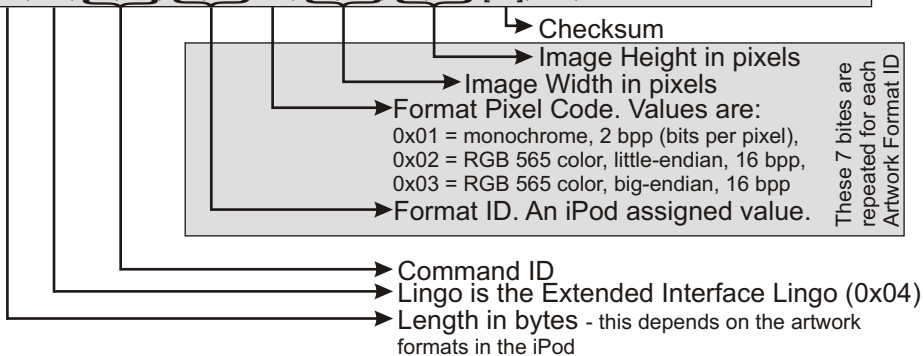 Checksum
Image Height in pixels
Image Width in pixels
Format Pixel Code. Values are:
0x01 = monochrome, 2 bpp (bits per pixel),
0x02 = RGB 565 color, little-endian, 16 bpp,
0x03 = RGB 565 color, big-endian, 16 bpp
Format ID. An iPod assigned value.
These 7 bites are
repeated for each
Artwork Format ID
Command ID
Lingo is the Extended Interface Lingo (0x04)
Length in bytes - this depends on the artwork
formats in the iPod